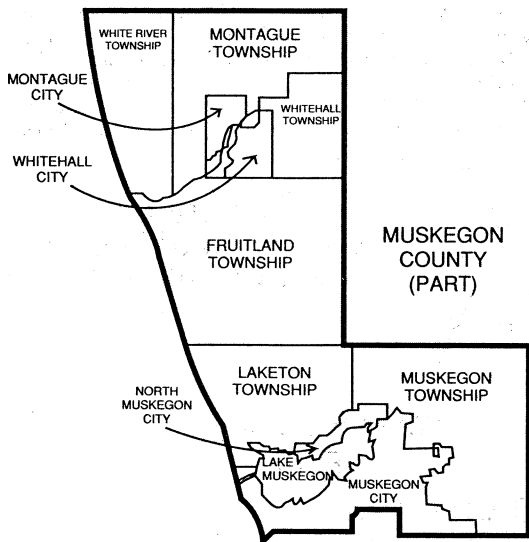 WHITE RIVER
TOWNSHIP
MONTAGUE
TOWNSHIP
MONTAGUE
CITY
WHITEHALL
TOWNSHIP
WHITEHALL
CITY
FRUITLAND
TOWNSHIP
MUSKEGON
COUNTY
(PART)
LAKETON
TOWNSHIP
MUSKEGON
TOWNSHIP
NORTH
MUSKEGON
CITY
LAKE
MUSKEGON
MUSKEGON
CITY